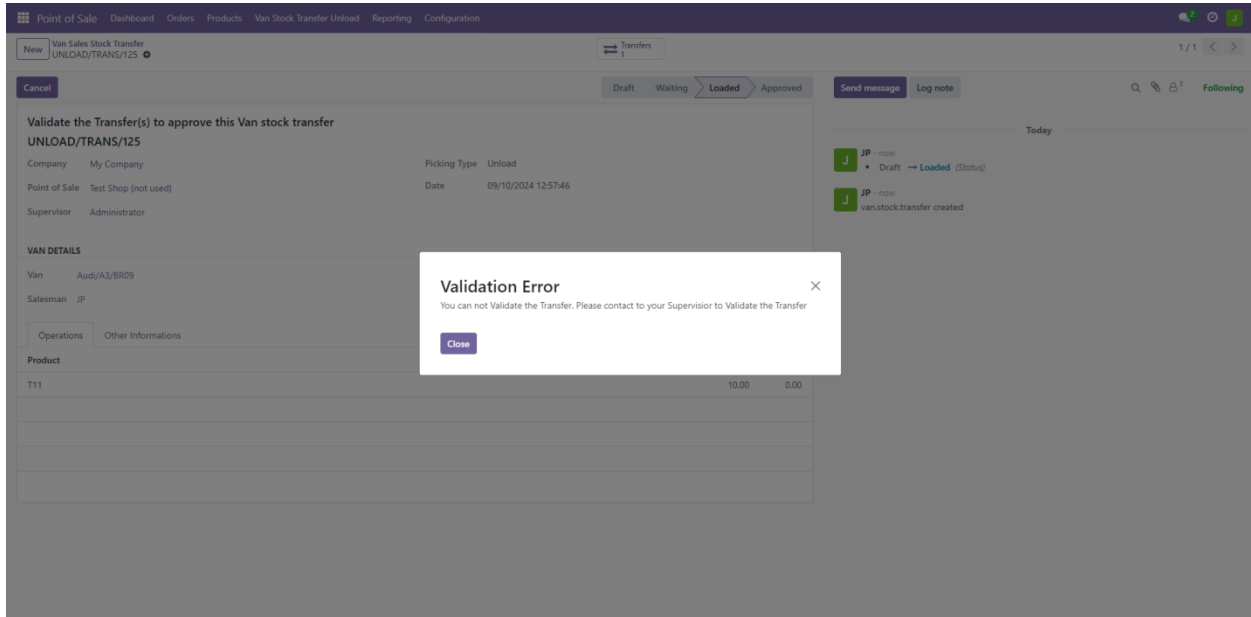 Point of Sale Dashboard Orders Products Van Stock Transfer Unload Reporting Configuration 2 J
New Van Sales Stock Transfer Transfers 1 / 1
UNLOAD/TRANS/125 1
Cancel Draft Waiting Loaded Approved Send message Log note 1 Following
Validate the Transfer(s) to approve this Van stock transfer
UNLOAD/TRANS/125
Company My Company Picking Type Unload
Point of Sale Test Shop (not used) Date 09/10/2024 12:57:46
Supervisor Administrator
VAN DETAILS
Van Audi/A3/BR09
Salesman JP
Operations Other Informations
Product
T11 10.00 0.00
Today
J JP - now
• Draft → Loaded (Status)
J JP - now
van.stock.transfer created
Validation Error
You can not Validate the Transfer. Please contact to your Supervisior to Validate the Transfer
Close